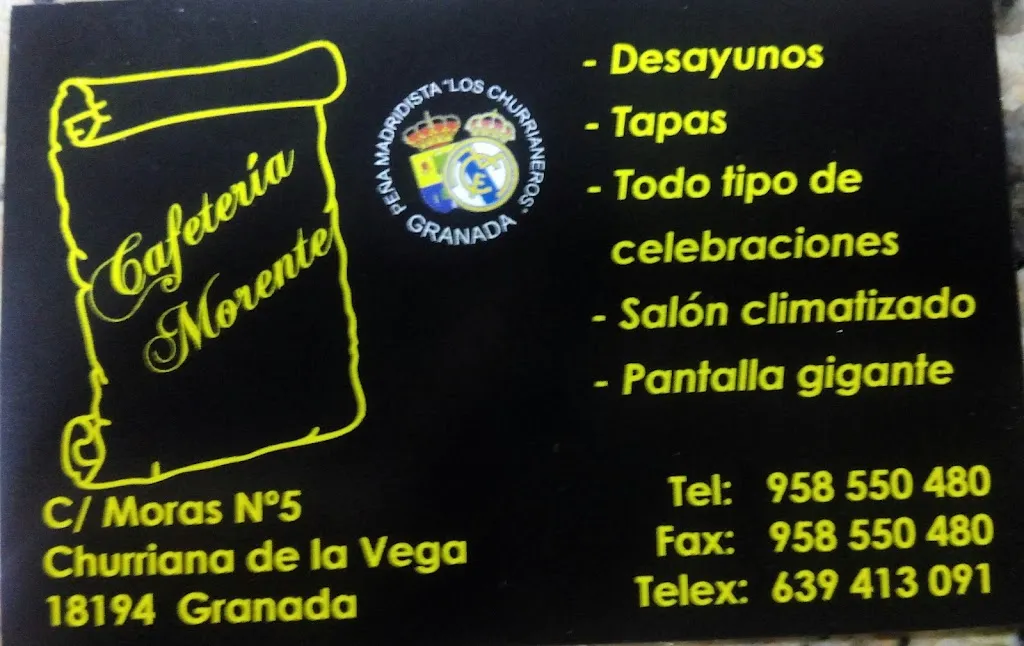 Cafetería
Morente
PEÑA MADRIDISTA "LOS CHURRIANEROS"
GRANADA
- Desayunos
- Tapas
- Todo tipo de
celebraciones
- Salón climatizado
- Pantalla gigante
C/ Moras Nº5
Churriana de la Vega
18194 Granada
Tel: 958 550 480
Fax: 958 550 480
Telex: 639 413 091